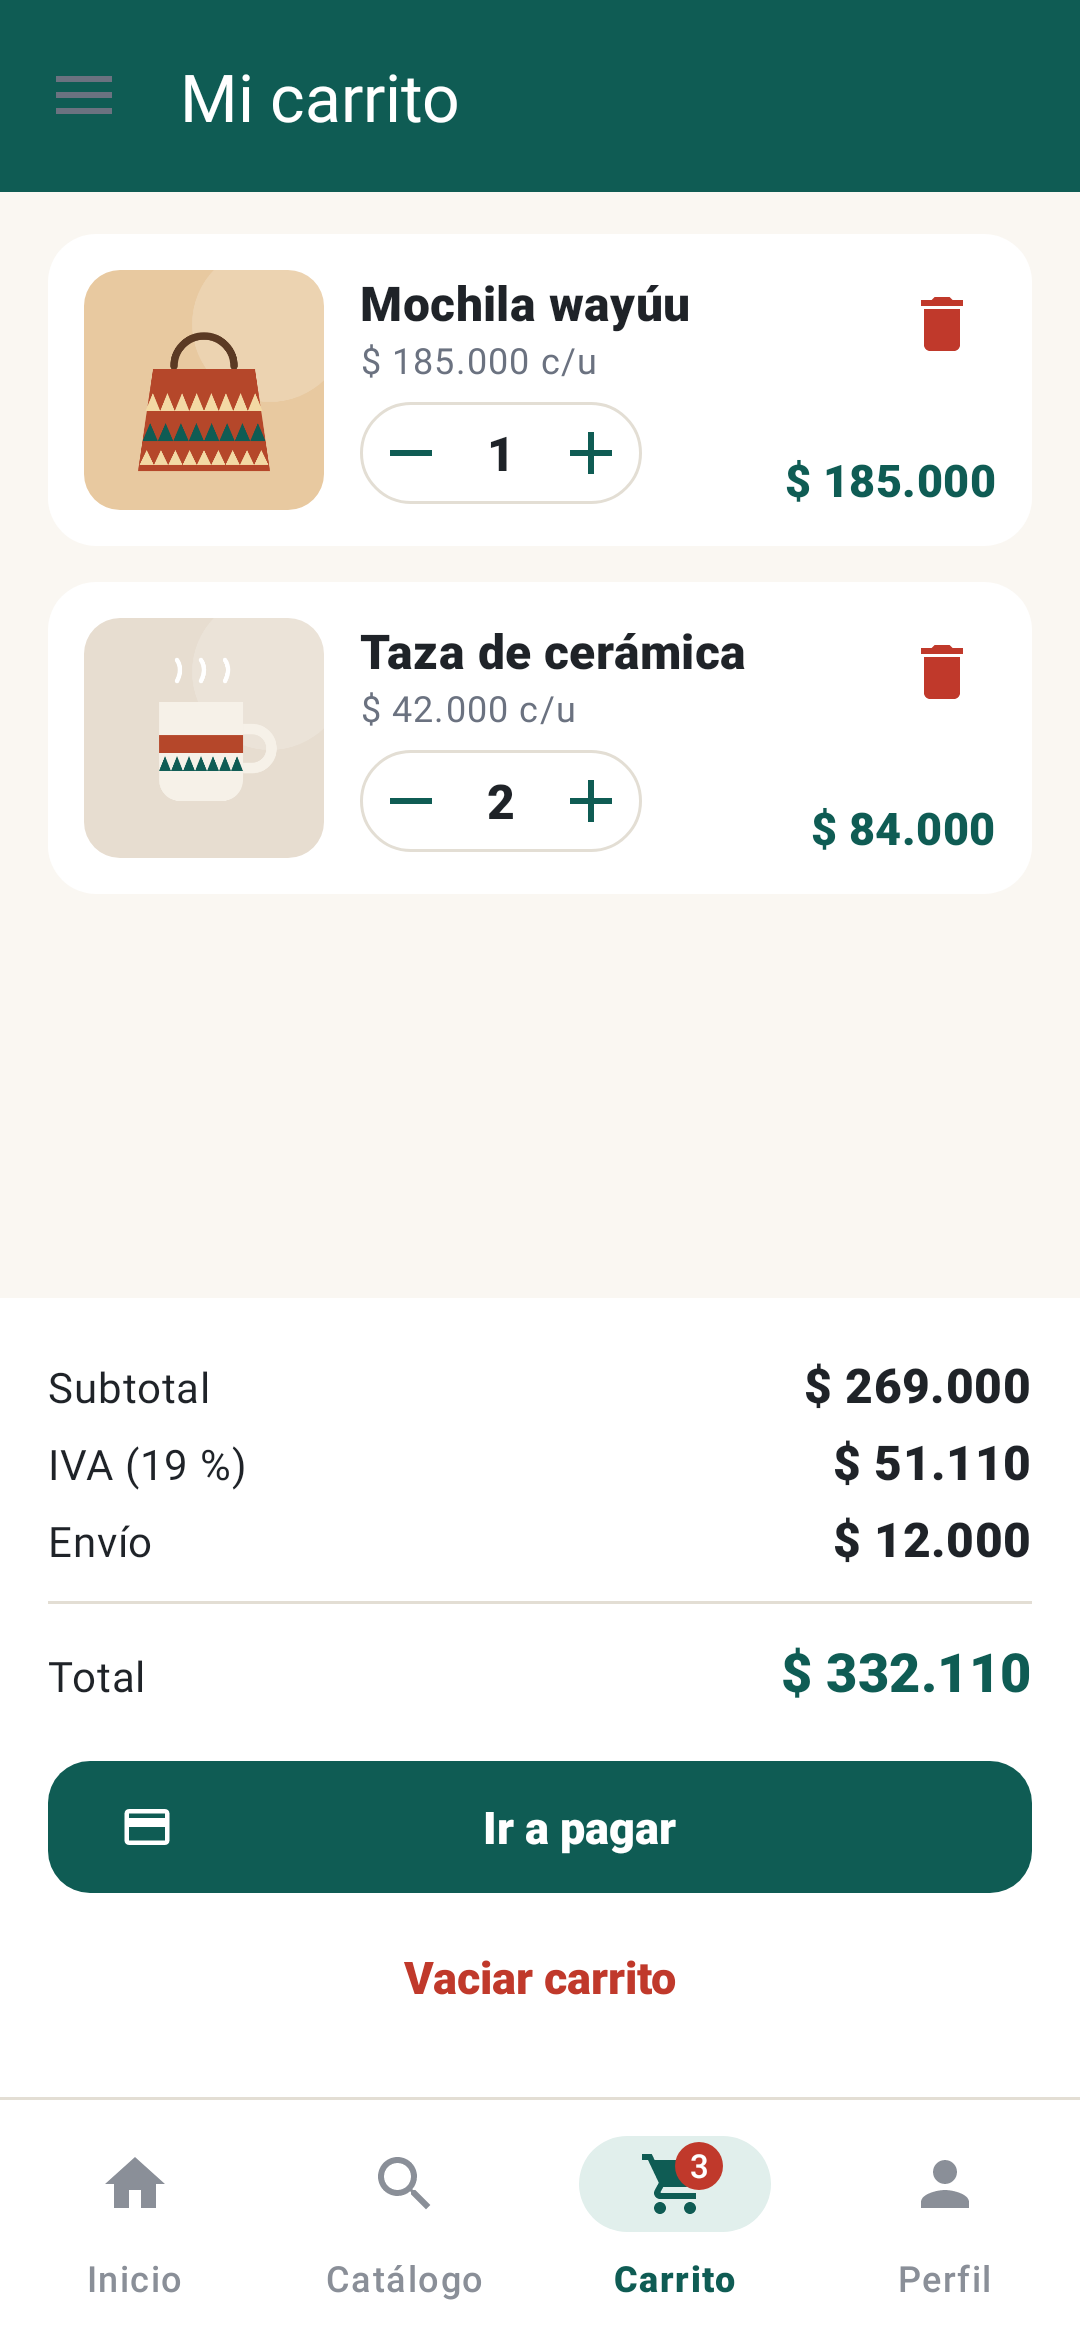 Mi carrito
Mochila wayúu
$ 185.000 c/u
1
$ 185.000
Taza de cerámica
$ 42.000 c/u
2
$ 84.000
Subtotal $ 269.000
IVA (19 %) $ 51.110
Envío $ 12.000
Total $ 332.110
Ir a pagar
Vaciar carrito
3
Inicio Catálogo Carrito Perfil